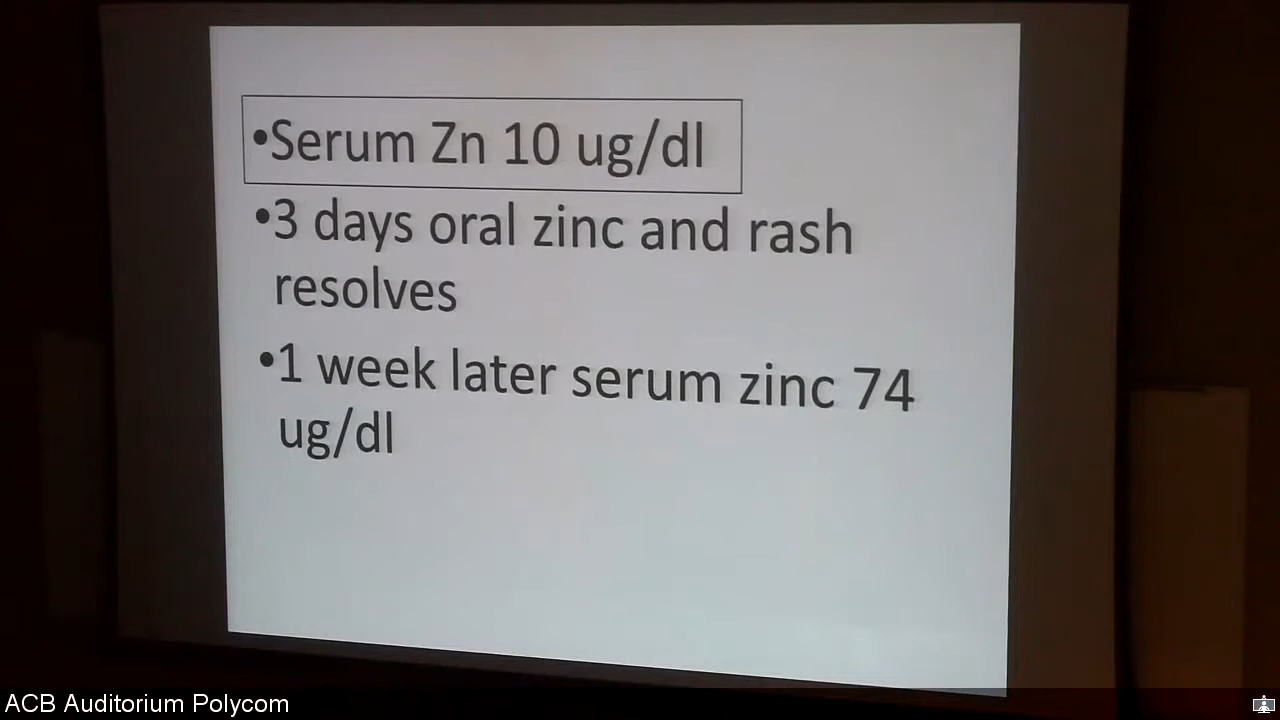 •Serum Zn 10 ug/dl
•3 days oral zinc and rash
resolves
•1 week later serum zinc 74
ug/dl
ACB Auditorium Polycom